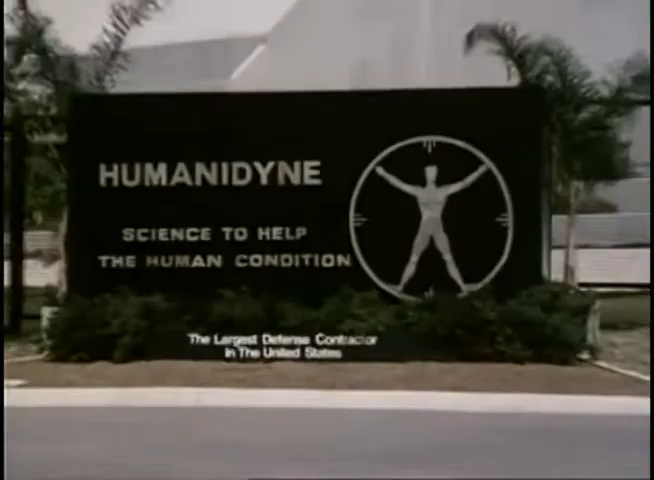 HUMANIDYNE
SCIENCE TO HELP
THE HUMAN CONDITION
The Largest Defense Contractor
In The United States